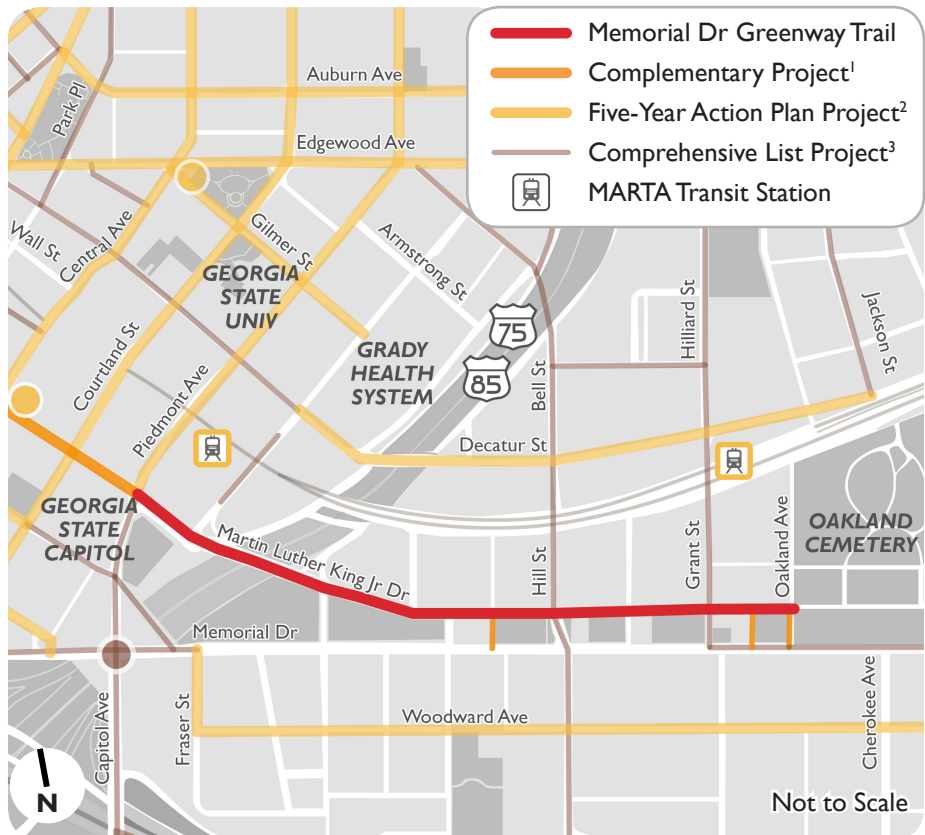 Memorial Dr Greenway Trail
Complementary Project¹
Five-Year Action Plan Project²
Comprehensive List Project³
MARTA Transit Station
Auburn Ave
Park Pl
Edgewood Ave
Wall St
Central Ave
Gilmer St
Armstrong St
GEORGIA
STATE
UNIV
75
85
Hilliard St
Jackson St
GRADY
HEALTH
SYSTEM
Courtland St
Piedmont Ave
Bell St
Decatur St
GEORGIA
STATE
CAPITOL
Martin Luther King Jr Dr
Hill St
Grant St
Oakland Ave
OAKLAND
CEMETERY
Memorial Dr
Capitol Ave
Fraser St
Woodward Ave
Cherokee Ave
N
Not to Scale